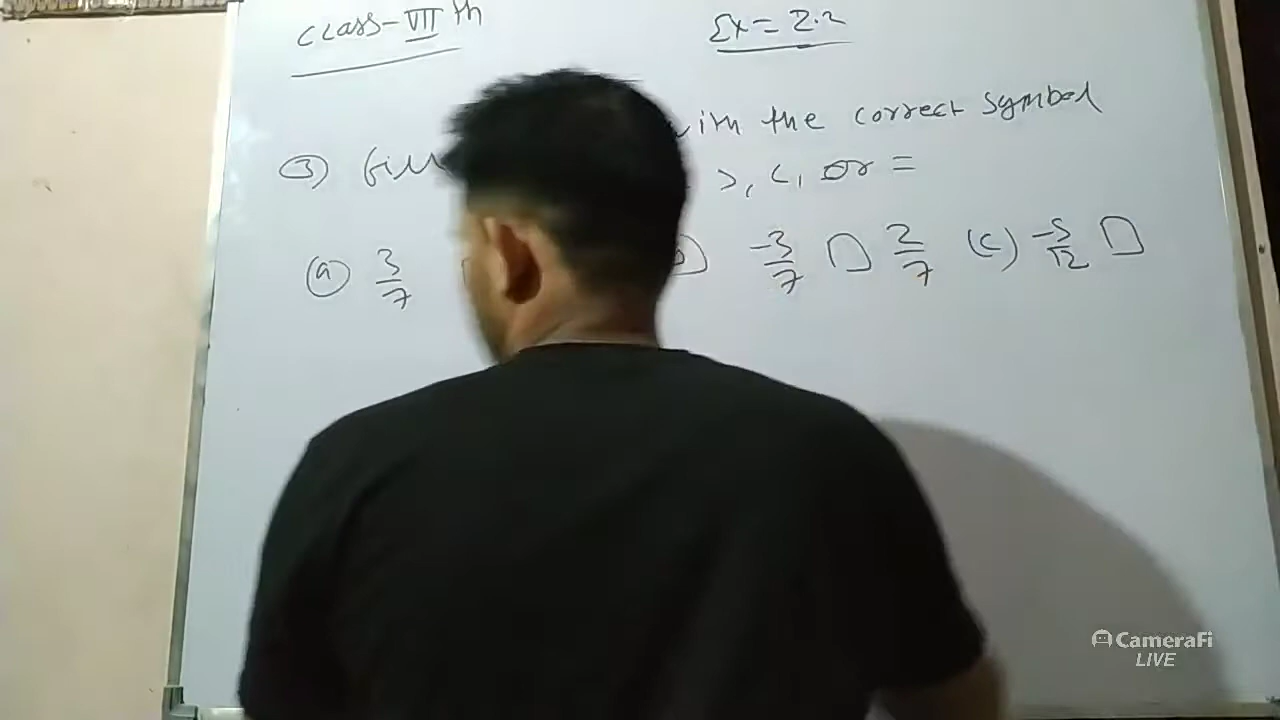 Class-VII th Ex = 2.2
with the correct symbol
③ fill >, <, or =
ⓐ 3/7 b) -3/7 □ 2/7 (c) -5/12 □
CameraFi
LIVE